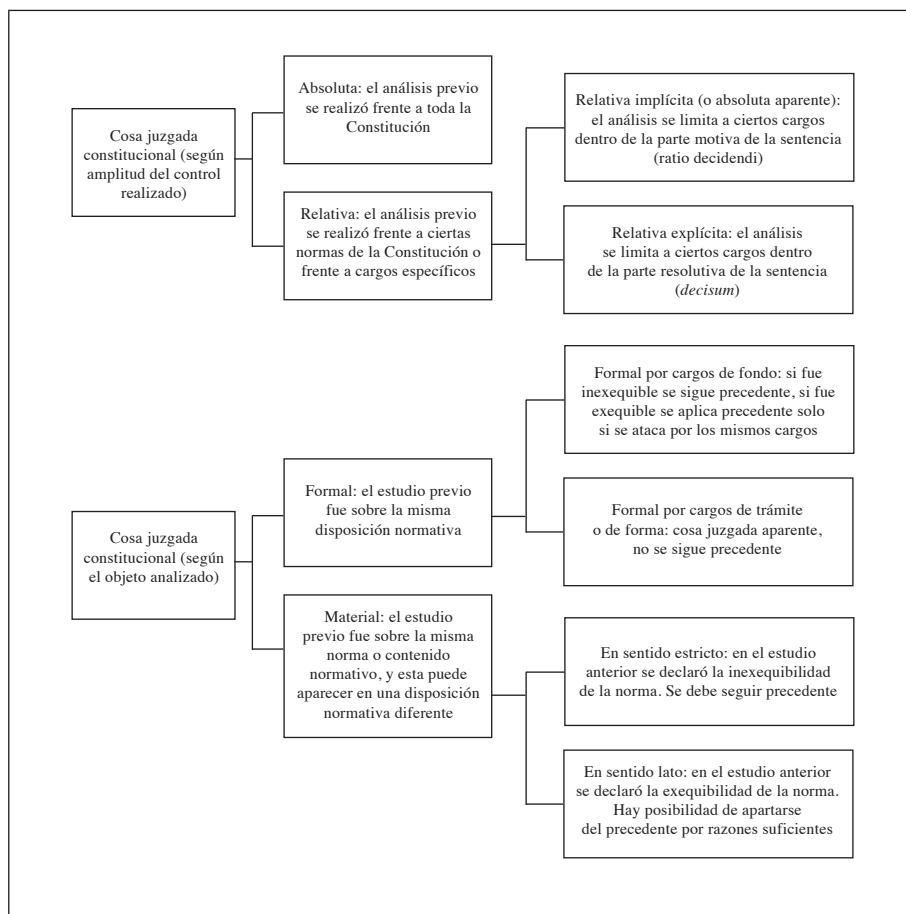 Cosa juzgada
constitucional (según
amplitud del control
realizado)
Absoluta: el análisis previo
se realizó frente a toda la
Constitución
Relativa: el análisis previo
se realizó frente a ciertas
normas de la Constitución o
frente a cargos específicos
Relativa implícita (o absoluta aparente):
el análisis se limita a ciertos cargos
dentro de la parte motiva de la sentencia
(ratio decidendi)
Relativa explícita: el análisis
se limita a ciertos cargos dentro
de la parte resolutiva de la sentencia
(decisum)
Cosa juzgada
constitucional (según
el objeto analizado)
Formal: el estudio previo
fue sobre la misma
disposición normativa
Formal por cargos de fondo: si fue
inexequible se sigue precedente, si fue
exequible se aplica precedente solo
si se ataca por los mismos cargos
Formal por cargos de trámite
o de forma: cosa juzgada aparente,
no se sigue precedente
Material: el estudio
previo fue sobre la misma
norma o contenido
normativo, y esta puede
aparecer en una disposición
normativa diferente
En sentido estricto: en el estudio
anterior se declaró la inexequibilidad
de la norma. Se debe seguir precedente
En sentido lato: en el estudio anterior
se declaró la exequibilidad de la norma.
Hay posibilidad de apartarse
del precedente por razones suficientes